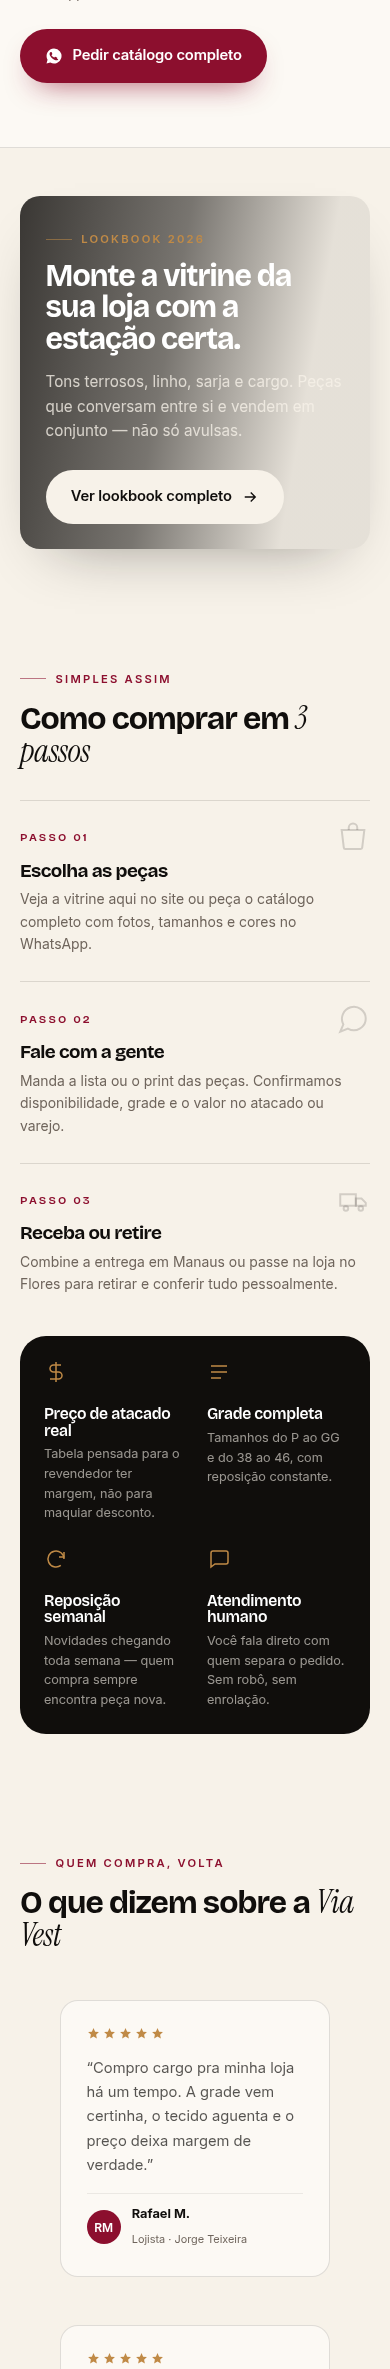 Pedir catálogo completo
LOOKBOOK 2026
Monte a vitrine da
sua loja com a
estação certa.
Tons terrosos, linho, sarja e cargo. Peças
que conversam entre si e vendem em
conjunto — não só avulsas.
Ver lookbook completo →
SIMPLES ASSIM
Como comprar em 3
passos
PASSO 01
Escolha as peças
Veja a vitrine aqui no site ou peça o catálogo
completo com fotos, tamanhos e cores no
WhatsApp.
PASSO 02
Fale com a gente
Manda a lista ou o print das peças. Confirmamos
disponibilidade, grade e o valor no atacado ou
varejo.
PASSO 03
Receba ou retire
Combine a entrega em Manaus ou passe na loja no
Flores para retirar e conferir tudo pessoalmente.
Preço de atacado
real
Tabela pensada para o
revendedor ter
margem, não para
maquiar desconto.
Grade completa
Tamanhos do P ao GG
e do 38 ao 46, com
reposição constante.
Reposição
semanal
Novidades chegando
toda semana — quem
compra sempre
encontra peça nova.
Atendimento
humano
Você fala direto com
quem separa o pedido.
Sem robô, sem
enrolação.
QUEM COMPRA, VOLTA
O que dizem sobre a Via
Vest
★★★★★
“Compro cargo pra minha loja
há um tempo. A grade vem
certinha, o tecido aguenta e o
preço deixa margem de
verdade.”
RM
Rafael M.
Lojista · Jorge Teixeira
★★★★★